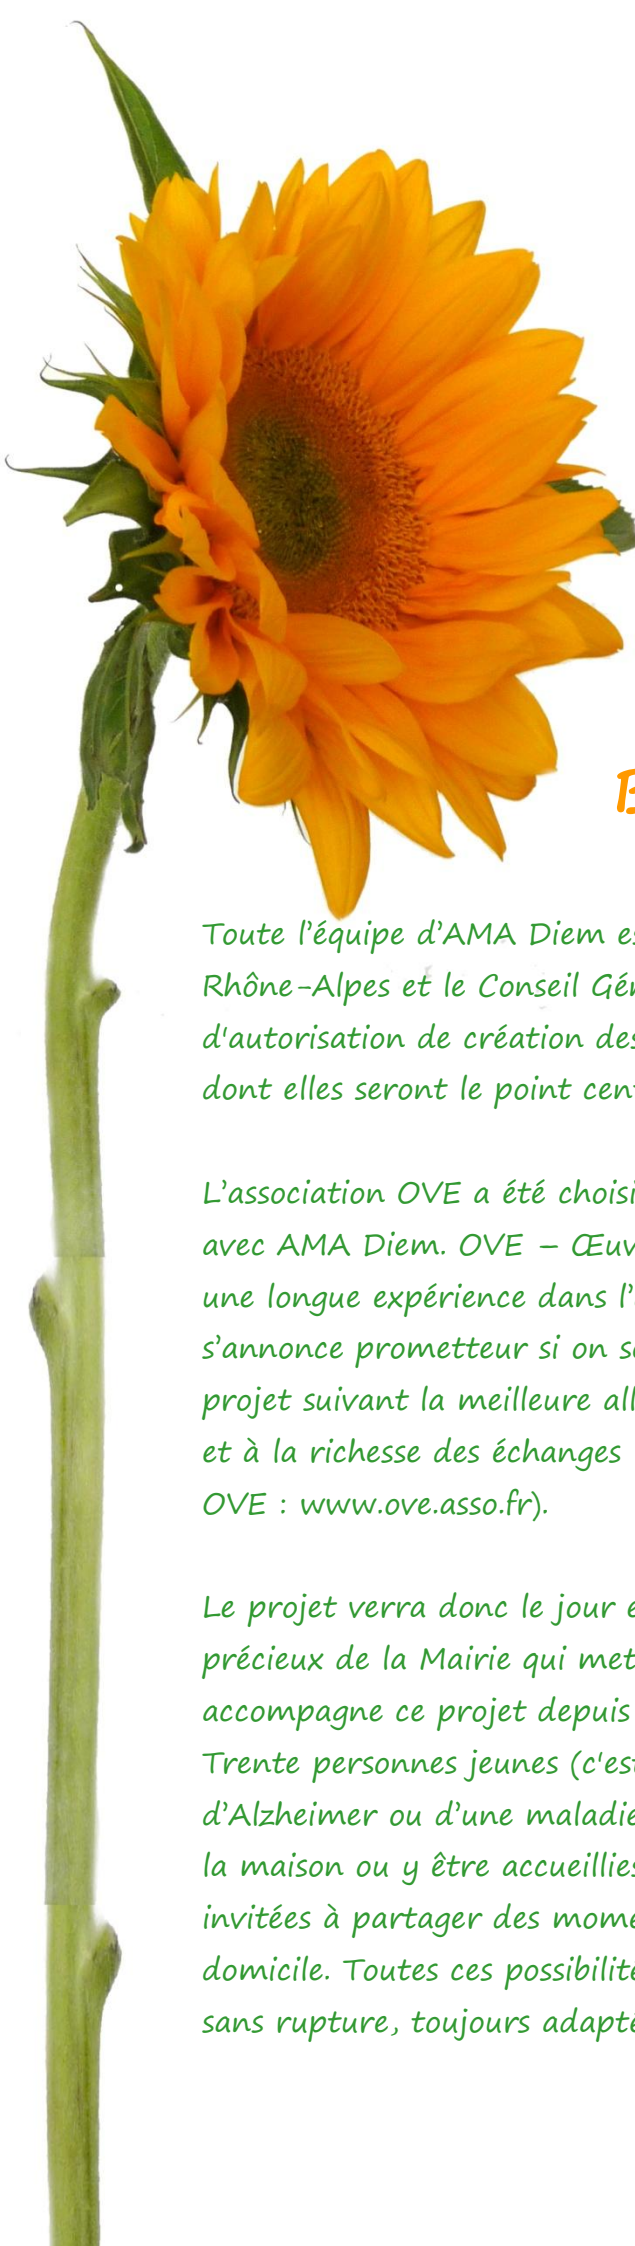 B
Toute l’équipe d’AMA Diem es
Rhône-Alpes et le Conseil Gén
d'autorisation de création des
dont elles seront le point cent
L’association OVE a été choisi
avec AMA Diem. OVE – Œuv
une longue expérience dans l’
s’annonce prometteur si on so
projet suivant la meilleure all
et à la richesse des échanges
OVE : www.ove.asso.fr).
Le projet verra donc le jour e
précieux de la Mairie qui met
accompagne ce projet depuis
Trente personnes jeunes (c'est
d’Alzheimer ou d’une maladie
la maison ou y être accueillies
invitées à partager des mome
domicile. Toutes ces possibilité
sans rupture, toujours adapté